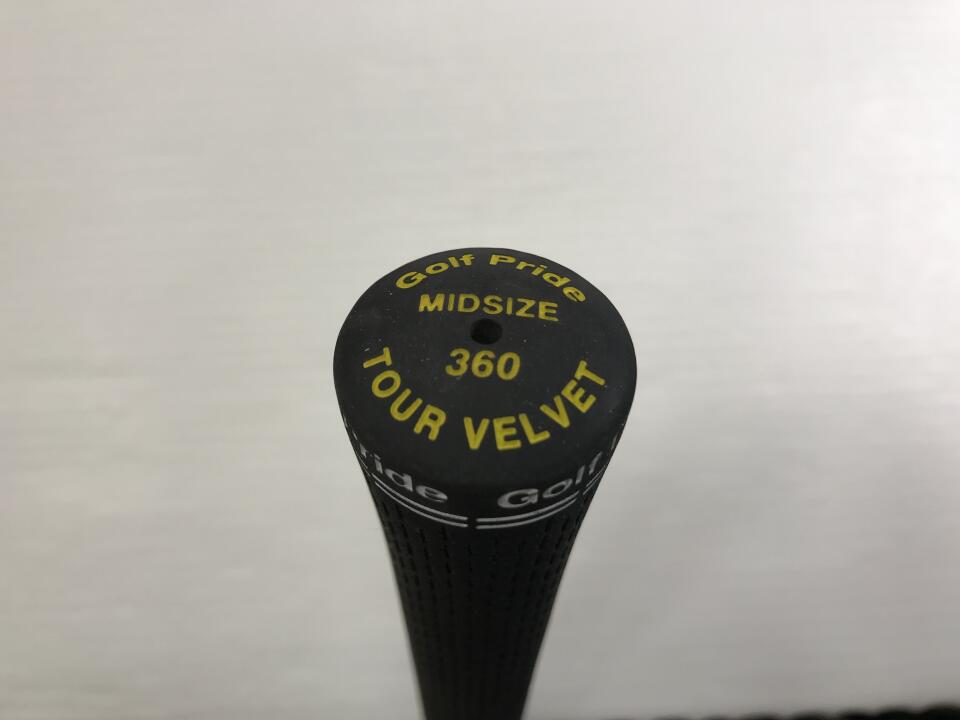 Golf Pride
MIDSIZE
360
TOUR VELVET
ride Golf